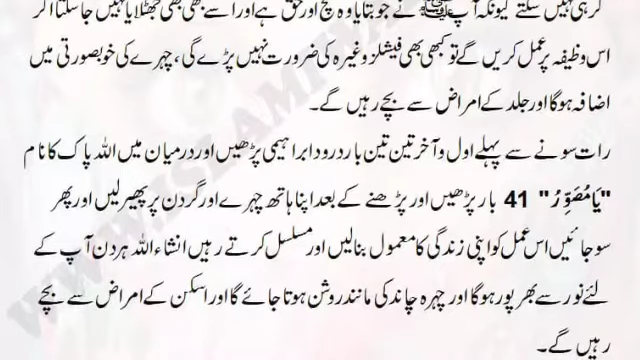 کر ہی نہیں سکتے کیونکہ آپ ﷺ نے جو بتایا وہ سچ اور حق ہے اور اسے کبھی بھی جھٹلایا نہیں جا سکتا اگر
اس وظیفہ پر عمل کریں گے تو کبھی بھی فیشلز وغیرہ کی ضرورت نہیں پڑے گی، چہرے کی خوبصورتی میں
اضافہ ہوگا اور جلد کے امراض سے بچے رہیں گے۔
رات سونے سے پہلے اول و آخر تین تین بار درود ابراہیمی پڑھیں اور درمیان میں اللہ پاک کا نام
"یَا مُصَوِّرُ" 41 بار پڑھیں اور پڑھنے کے بعد اپنا ہاتھ چہرے اور گردن پر پھیر لیں اور پھر
سو جائیں اس عمل کو اپنی زندگی کا معمول بنالیں اور مسلسل کرتے رہیں انشاء اللہ ہر دن آپ کے
لئے نور سے بھرپور ہوگا اور چہرہ چاند کی مانند روشن ہوتا جائے گا اور اسکن کے امراض سے بچے
رہیں گے۔